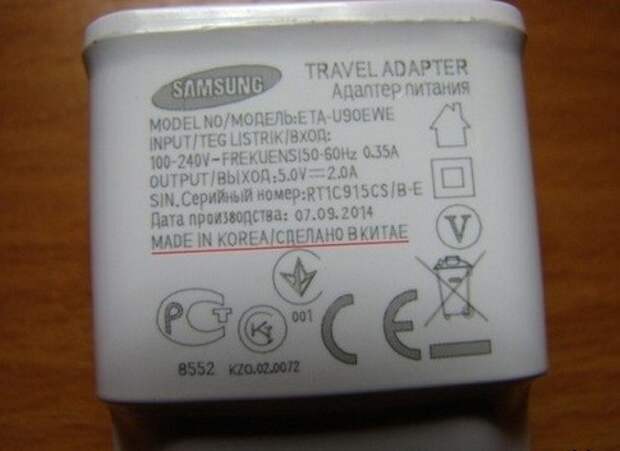 SAMSUNG
TRAVEL ADAPTER
Адаптер питания
MODEL NO/МОДЕЛЬ:ETA-U90EWE
INPUT/TEG LISTRIK/ВХОД:
100-240V~FREKUENSI50-60Hz 0.35A
OUTPUT/ВЫХОД:5.0V⎓2.0A
SIN. Серийный номер:RT1C915CS/B-E
Дата производства: 07.09.2014
MADE IN KOREA/СДЕЛАНО В КИТАЕ
V
001
РСТ
К
CE
8552
KZO.02.0072